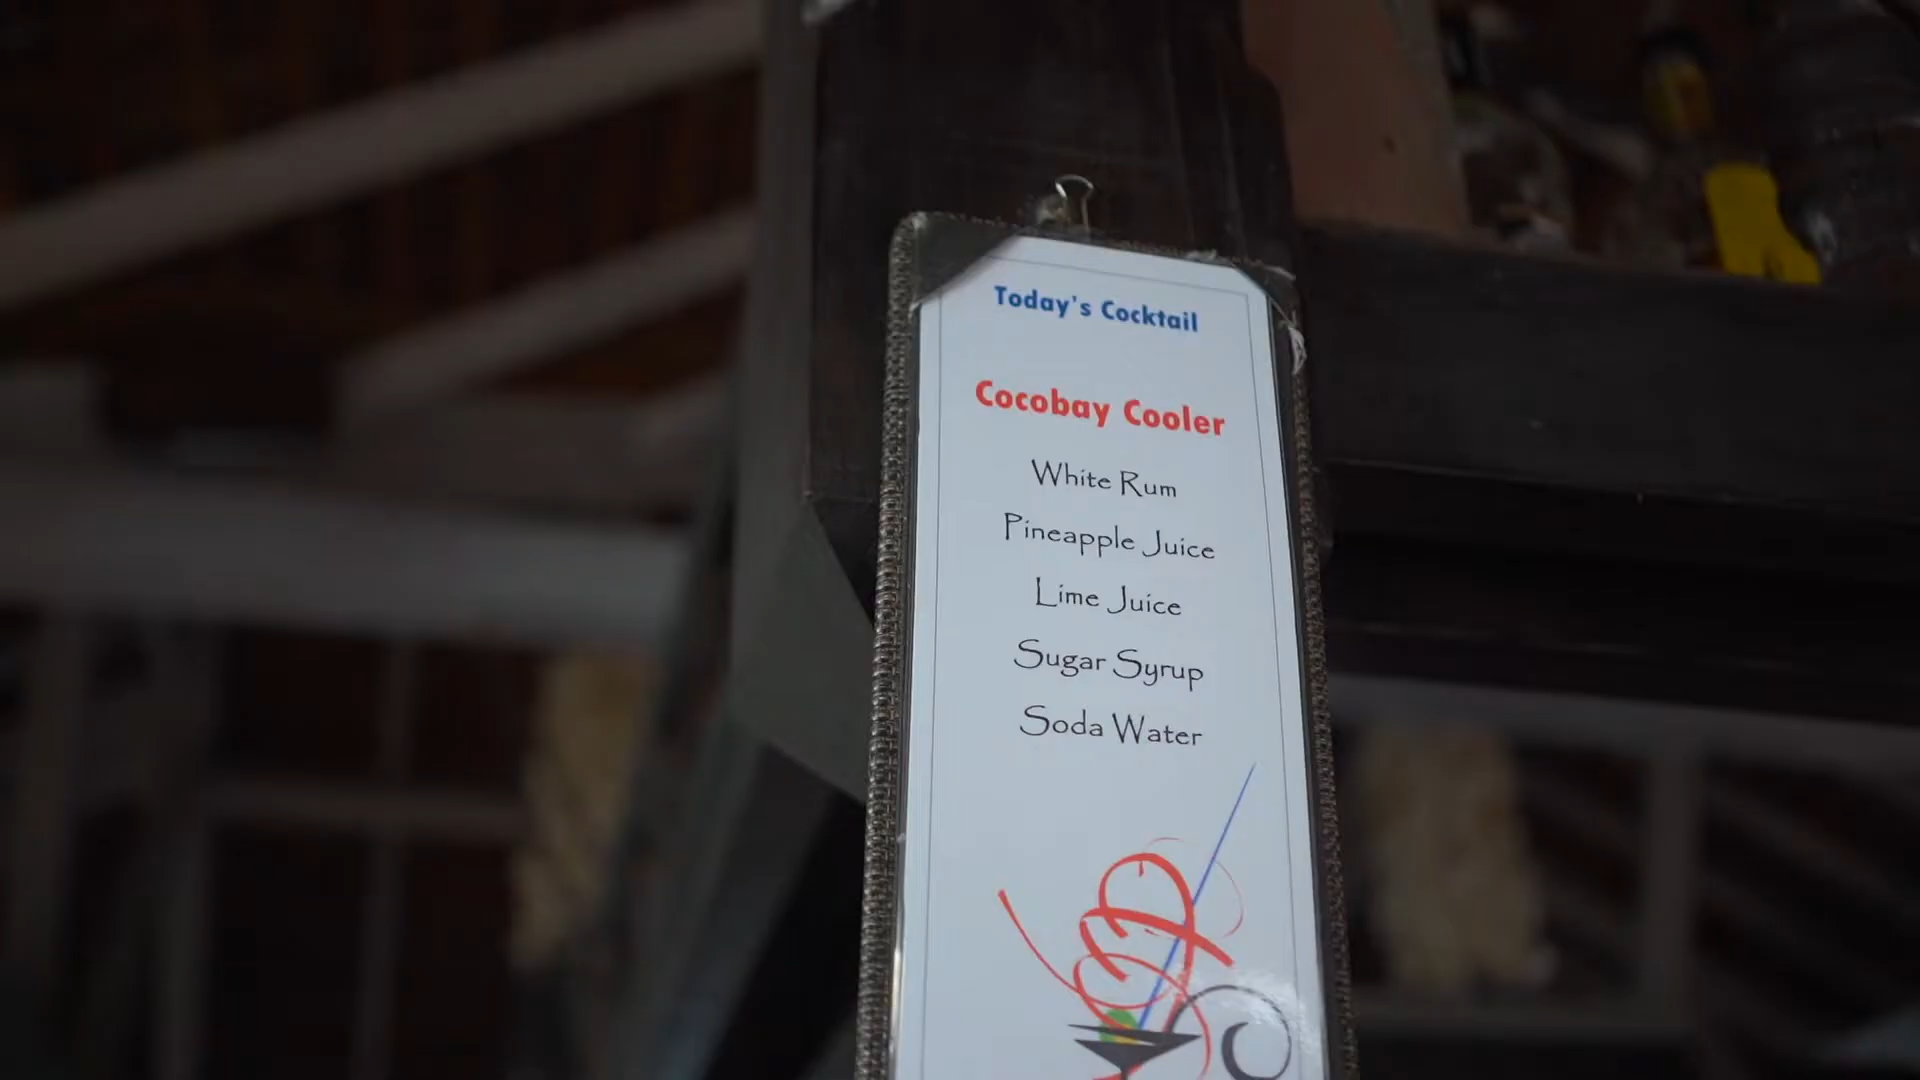 Today's Cocktail
Cocobay Cooler
White Rum
Pineapple Juice
Lime Juice
Sugar Syrup
Soda Water